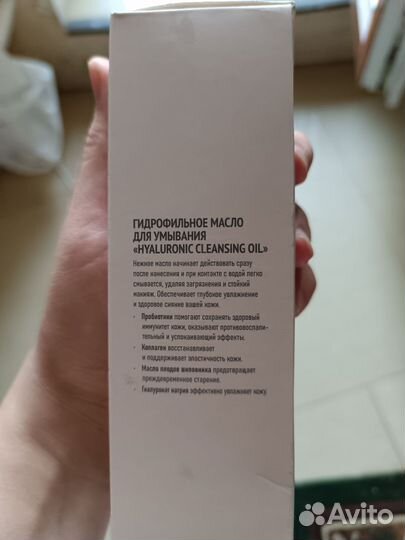 ГИДРОФИЛЬНОЕ МАСЛО
ДЛЯ УМЫВАНИЯ
«HYALURONIC CLEANSING OIL»
Нежное масло начинает действовать сразу
после нанесения и при контакте с водой легко
смывается, удаляя загрязнения и стойкий
макияж. Обеспечивает глубокое увлажнение
и здоровое сияние вашей кожи.
✓ Пробиотики помогают сохранять здоровый
иммунитет кожи, оказывают противовоспали-
тельный и успокаивающий эффекты.
✓ Коллаген восстанавливает
и поддерживает эластичность кожи.
✓ Масло плодов шиповника предотвращает
преждевременное старение.
✓ Гиалуронат натрия эффективно увлажняет кожу.
Avito